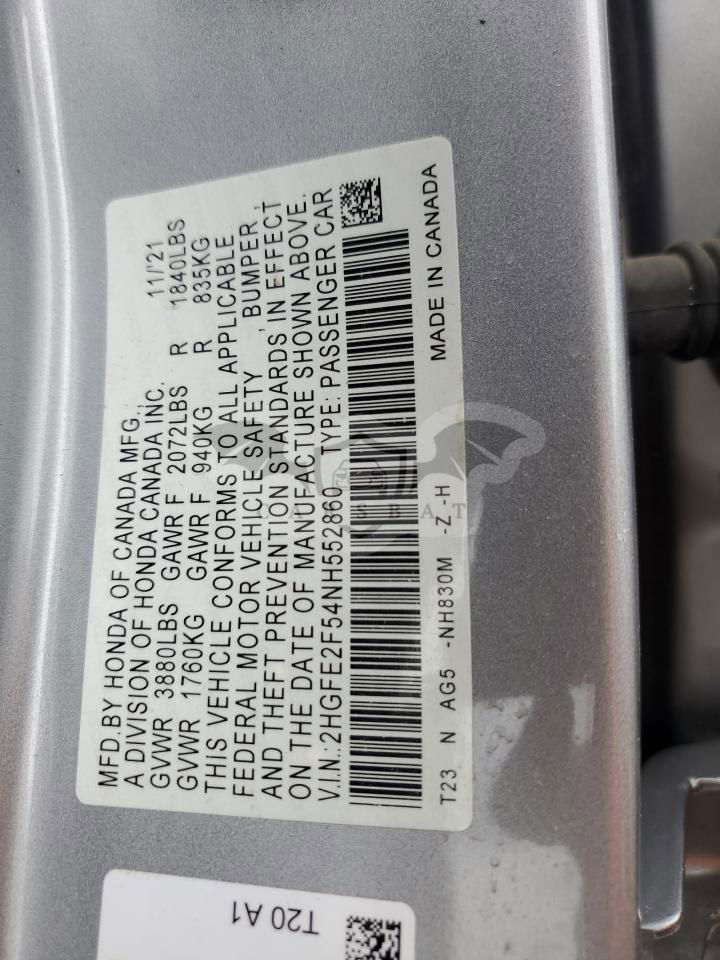 MFD. BY HONDA OF CANADA MFG.,
A DIVISION OF HONDA CANADA INC. 11/'21
GVWR 3880LBS GAWR F 2072LBS R 1840LBS
GVWR 1760KG GAWR F 940KG R 835KG
THIS VEHICLE CONFORMS TO ALL APPLICABLE
FEDERAL MOTOR VEHICLE SAFETY, BUMPER,
AND THEFT PREVENTION STANDARDS IN EFFECT
ON THE DATE OF MANUFACTURE SHOWN ABOVE.
V.I.N.:2HGFE2F54NH552860 TYPE: PASSENGER CAR
T23 N AG5 -NH830M -Z -H MADE IN CANADA
T20 A1
CARSBAT